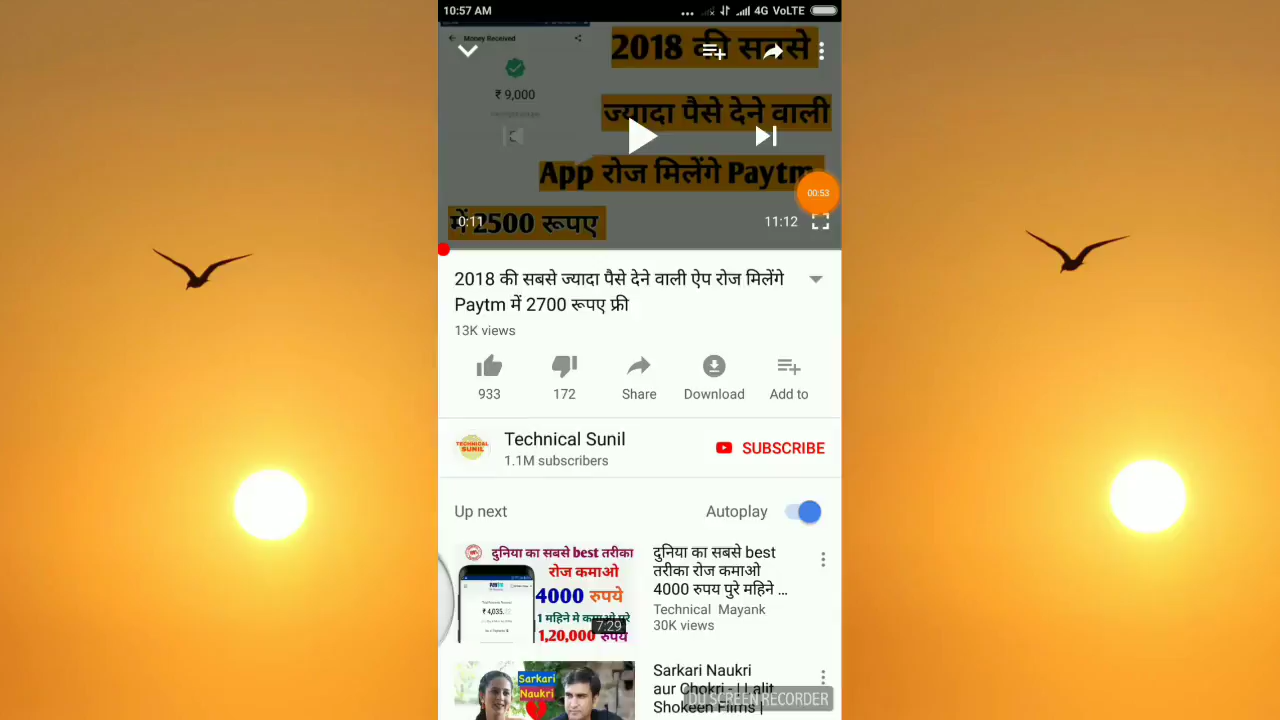 10:57 AM
4G VoLTE
Money Received
₹ 9,000
2018 की सबसे
ज्यादा पैसे देने वाली
App रोज मिलेंगे Paytm
00:53
में 2500 रूपए
0:11
11:12
2018 की सबसे ज्यादा पैसे देने वाली ऐप रोज मिलेंगे
Paytm में 2700 रूपए फ्री
13K views
933
172
Share
Download
Add to
TECHNICAL
SUNIL
Technical Sunil
1.1M subscribers
SUBSCRIBE
Up next
Autoplay
दुनिया का सबसे best तरीका
रोज कमाओ
4000 रुपये
₹ 4,035.
7:29
1,20,000 रुपये
दुनिया का सबसे best
तरीका रोज कमाओ
4000 रुपय पुरे महिने ...
Technical Mayank
30K views
Sarkari
Naukri
Sarkari Naukri
aur Chokri - | Lalit
Shokeen Films |
DU SCREEN RECORDER